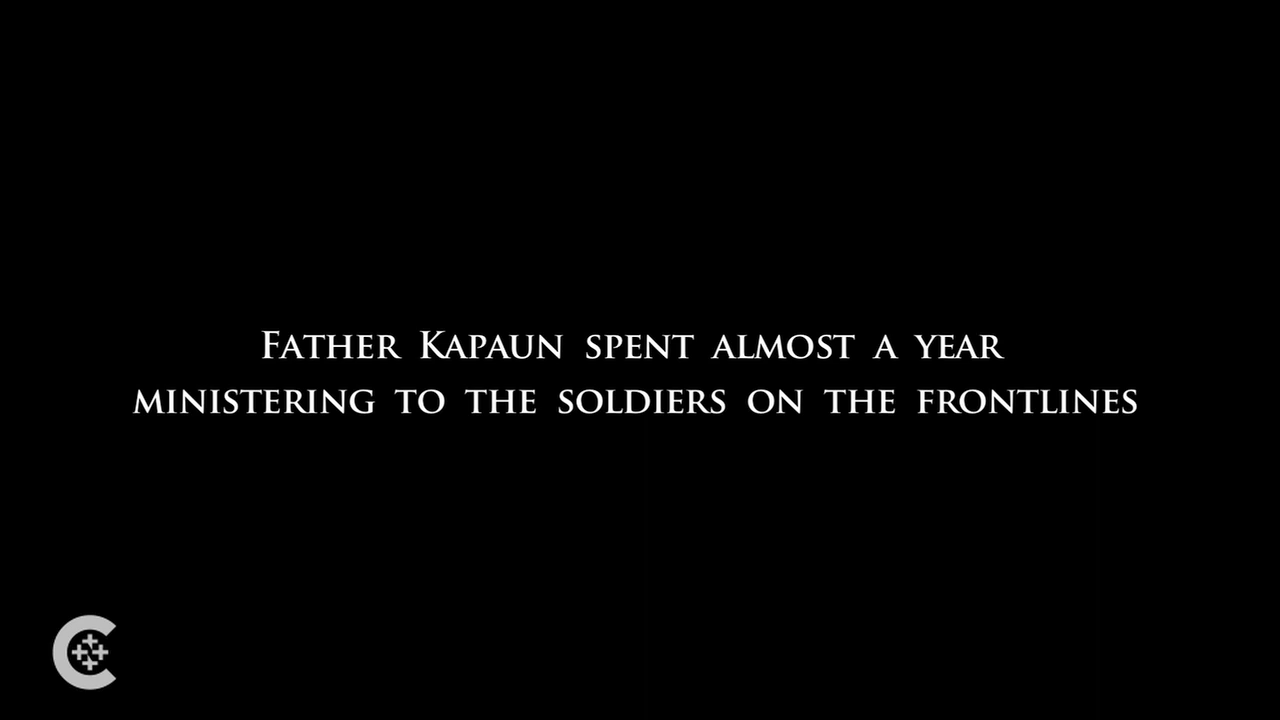 Father Kapaun spent almost a year
ministering to the soldiers on the frontlines